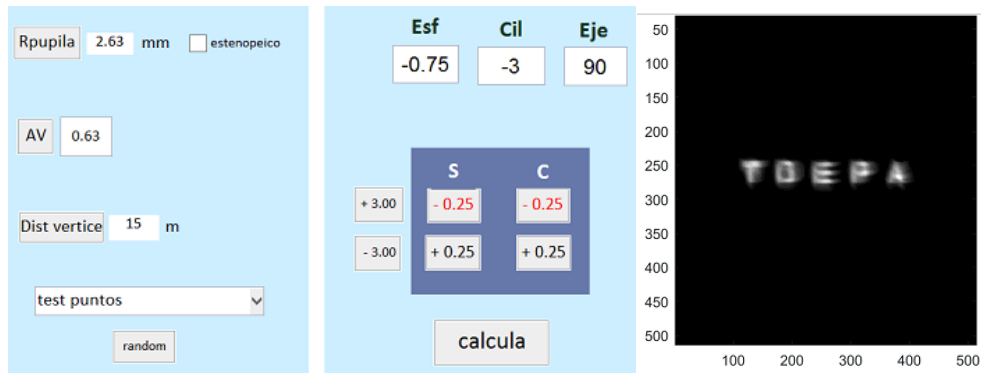 Rpupila 2.63 mm estenopeico
AV 0.63
Dist vertice 15 m
test puntos
random
Esf Cil Eje
-0.75 -3 90
S C
+ 3.00 - 0.25 - 0.25
- 3.00 + 0.25 + 0.25
calcula
50
100
150
200
250
300
350
400
450
500
T D E P A
100 200 300 400 500